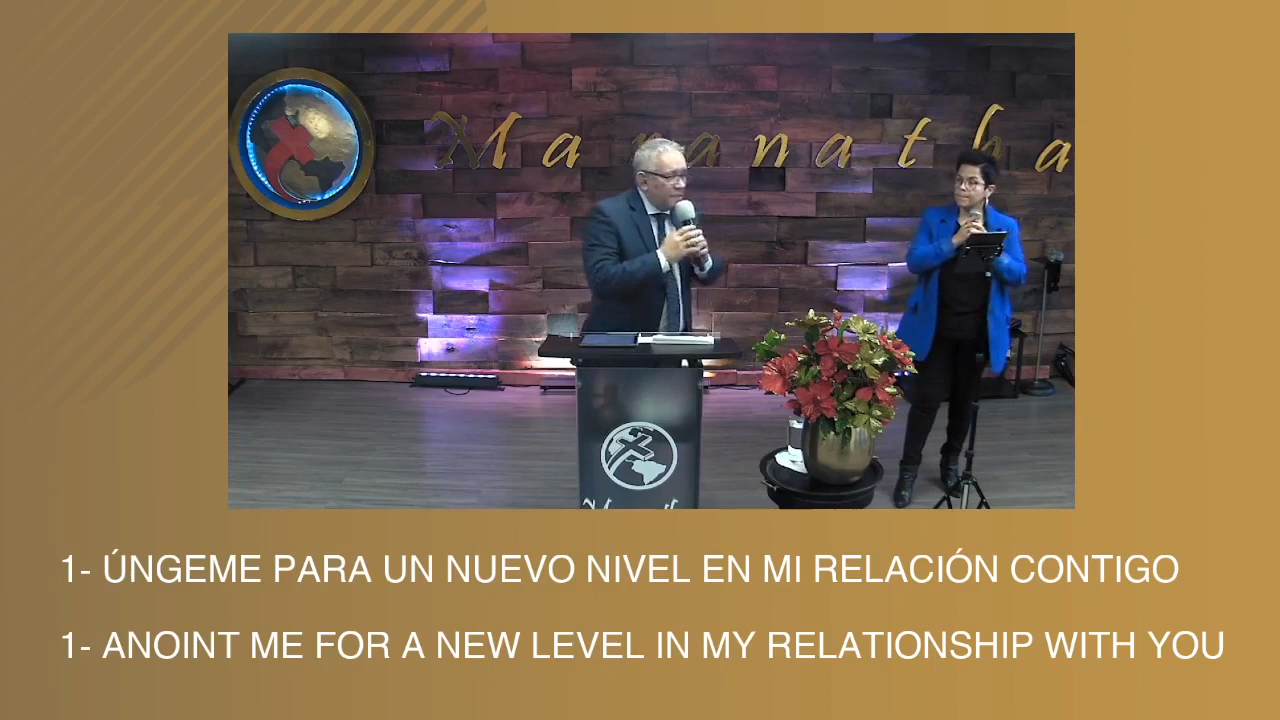 Maranatha
1- ÚNGEME PARA UN NUEVO NIVEL EN MI RELACIÓN CONTIGO
1- ANOINT ME FOR A NEW LEVEL IN MY RELATIONSHIP WITH YOU